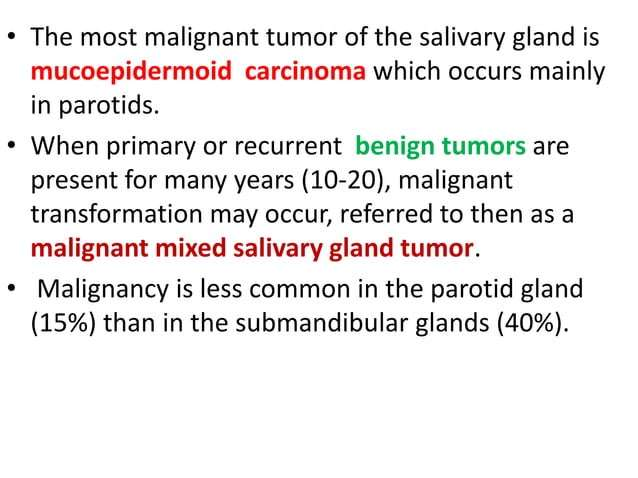 • The most malignant tumor of the salivary gland is
mucoepidermoid carcinoma which occurs mainly
in parotids.
• When primary or recurrent benign tumors are
present for many years (10-20), malignant
transformation may occur, referred to then as a
malignant mixed salivary gland tumor.
• Malignancy is less common in the parotid gland
(15%) than in the submandibular glands (40%).